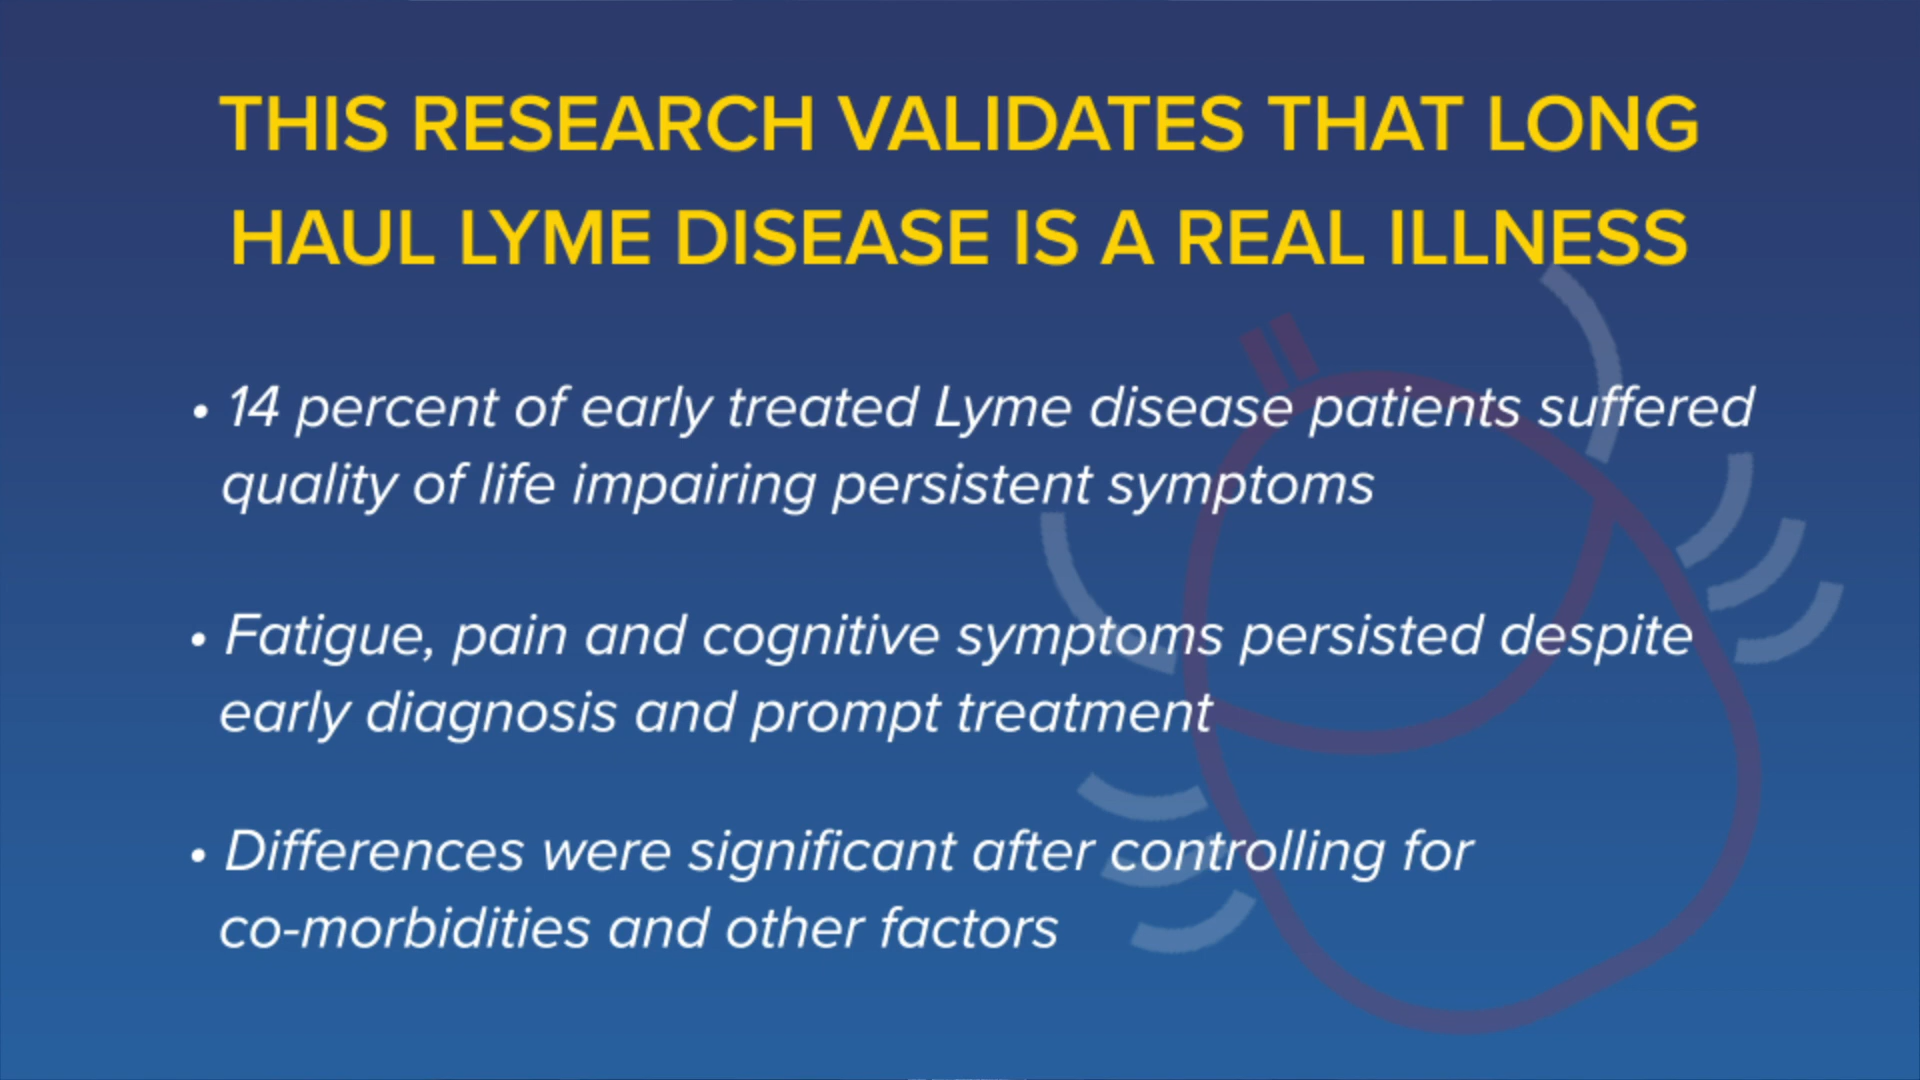 THIS RESEARCH VALIDATES THAT LONG
HAUL LYME DISEASE IS A REAL ILLNESS
• 14 percent of early treated Lyme disease patients suffered
quality of life impairing persistent symptoms
• Fatigue, pain and cognitive symptoms persisted despite
early diagnosis and prompt treatment
• Differences were significant after controlling for
co-morbidities and other factors